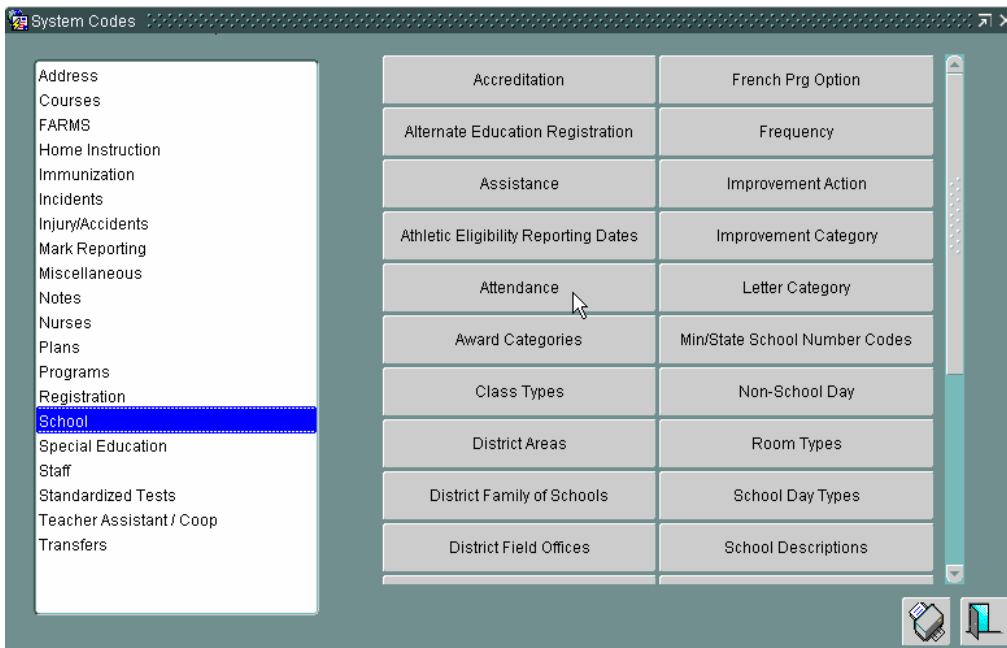 System Codes
Address
Courses
FARMS
Home Instruction
Immunization
Incidents
Injury/Accidents
Mark Reporting
Miscellaneous
Notes
Nurses
Plans
Programs
Registration
School
Special Education
Staff
Standardized Tests
Teacher Assistant / Coop
Transfers
Accreditation
French Prg Option
Alternate Education Registration
Frequency
Assistance
Improvement Action
Athletic Eligibility Reporting Dates
Improvement Category
Attendance
Letter Category
Award Categories
Min/State School Number Codes
Class Types
Non-School Day
District Areas
Room Types
District Family of Schools
School Day Types
District Field Offices
School Descriptions